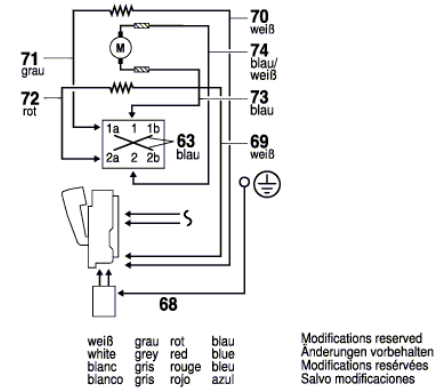 70
weiß
71
grau
M
74
blau/
weiß
72
rot
73
blau
1a 1 1b
63
blau
69
weiß
2a 2 2b
68
weiß grau rot blau
white grey red blue
blanc gris rouge bleu
blanco gris rojo azul
Modifications reserved
Änderungen vorbehalten
Modifications resérvées
Salvo modificaciones